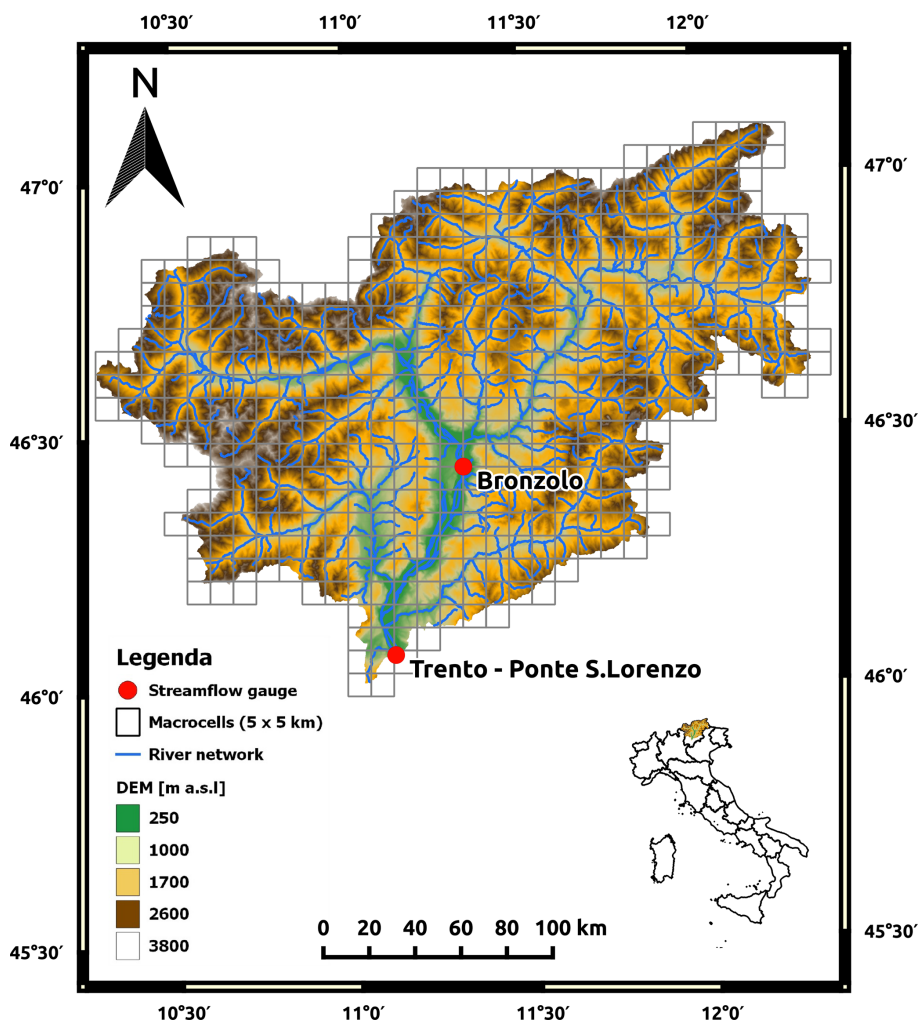 10°30′ 11°0′ 11°30′ 12°0′
N
47°0′ 47°0′
46°30′ 46°30′
Bronzolo
Trento - Ponte S.Lorenzo
46°0′ 46°0′
Legenda
Streamflow gauge
Macrocells (5 x 5 km)
River network
DEM [m a.s.l]
250
1000
1700
2600
3800
0 20 40 60 80 100 km
45°30′ 45°30′
10°30′ 11°0′ 11°30′ 12°0′